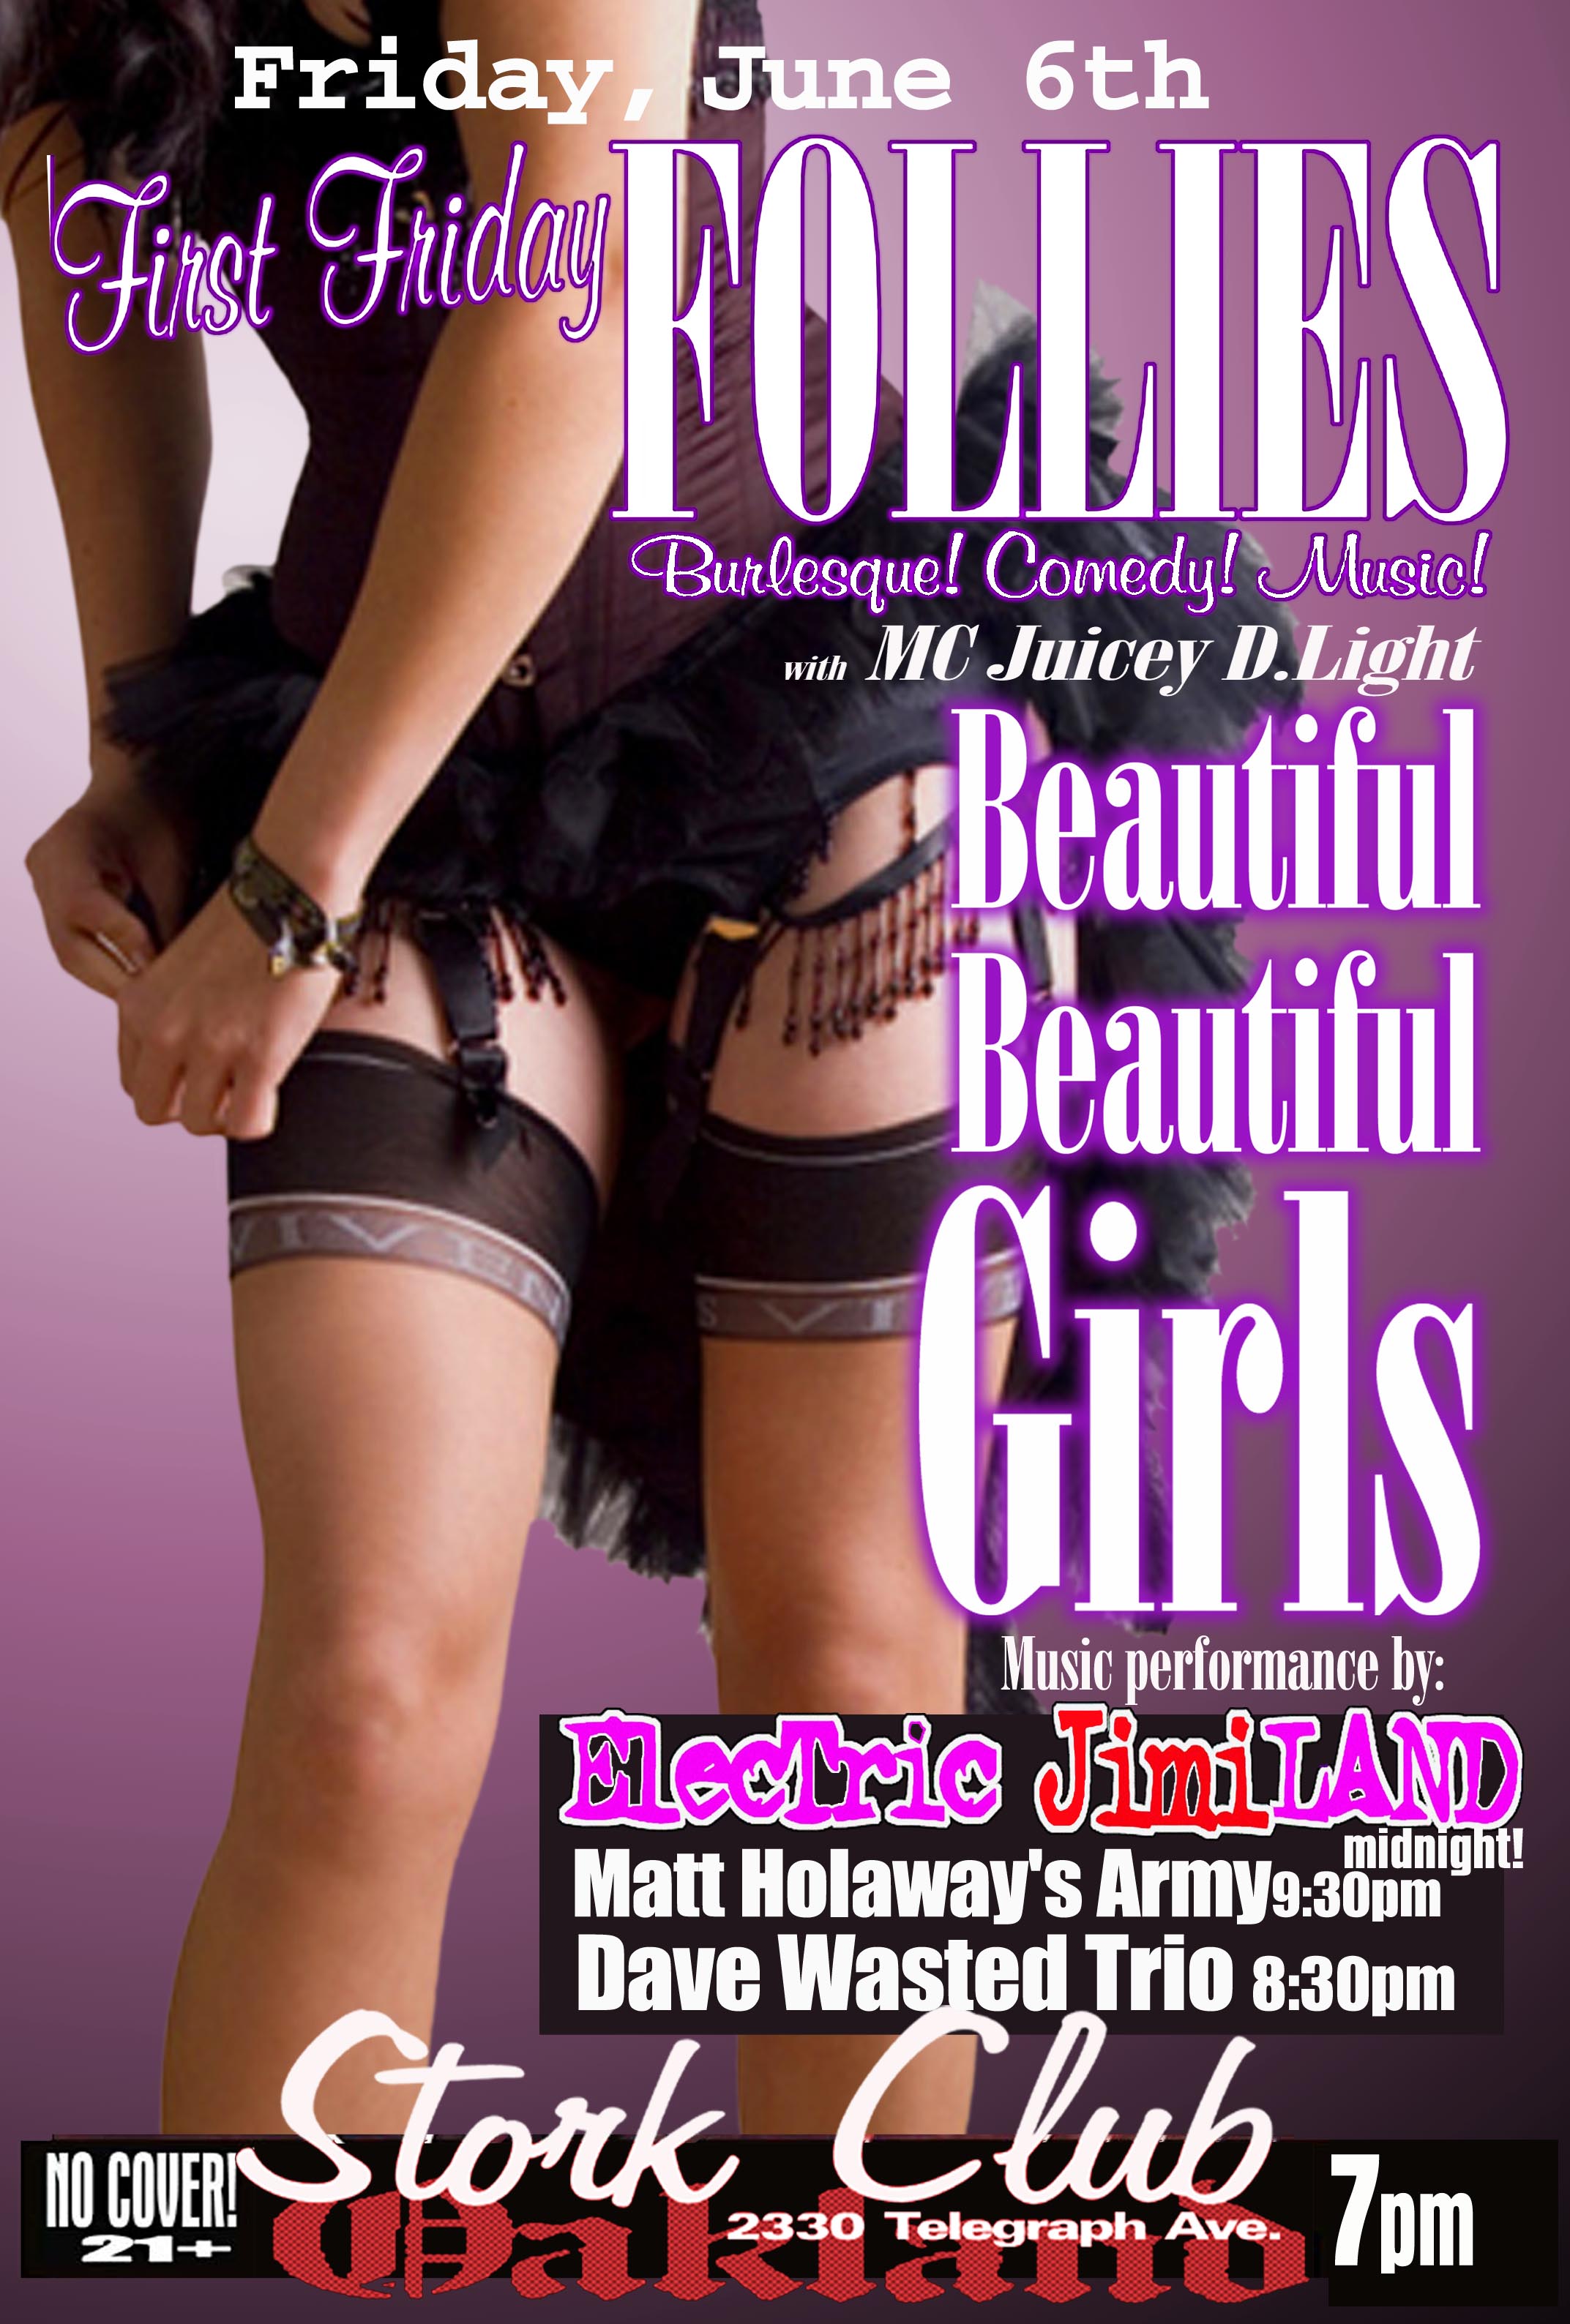 Friday, June 6th
First Friday
FOLLIES
Burlesque! Comedy! Music!
with MC Juicey D.Light
Beautiful
Beautiful
Girls
VIVEN
S VI
Music performance by:
Electric JimiLAND
midnight!
Matt Holaway's Army 9:30pm
Dave Wasted Trio 8:30pm
Stork Club
NO COVER!
21+
2330 Telegraph Ave.
Oakland
7pm